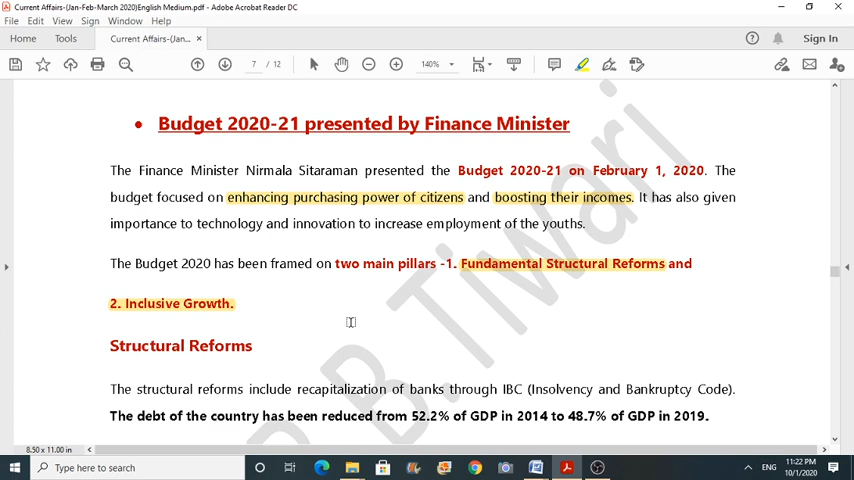 Current Affairs-(Jan-Feb-March 2020)English Medium.pdf - Adobe Acrobat Reader DC
File Edit View Sign Window Help
Home Tools Current Affairs-(Jan-... × Sign In
7 / 12 140%
• Budget 2020-21 presented by Finance Minister
The Finance Minister Nirmala Sitaraman presented the Budget 2020-21 on February 1, 2020. The
budget focused on enhancing purchasing power of citizens and boosting their incomes. It has also given
importance to technology and innovation to increase employment of the youths.
The Budget 2020 has been framed on two main pillars -1. Fundamental Structural Reforms and
2. Inclusive Growth.
Structural Reforms
The structural reforms include recapitalization of banks through IBC (Insolvency and Bankruptcy Code).
The debt of the country has been reduced from 52.2% of GDP in 2014 to 48.7% of GDP in 2019.
B. Tiwari
8.50 x 11.00 in
Type here to search
ENG
11:22 PM
10/1/2020